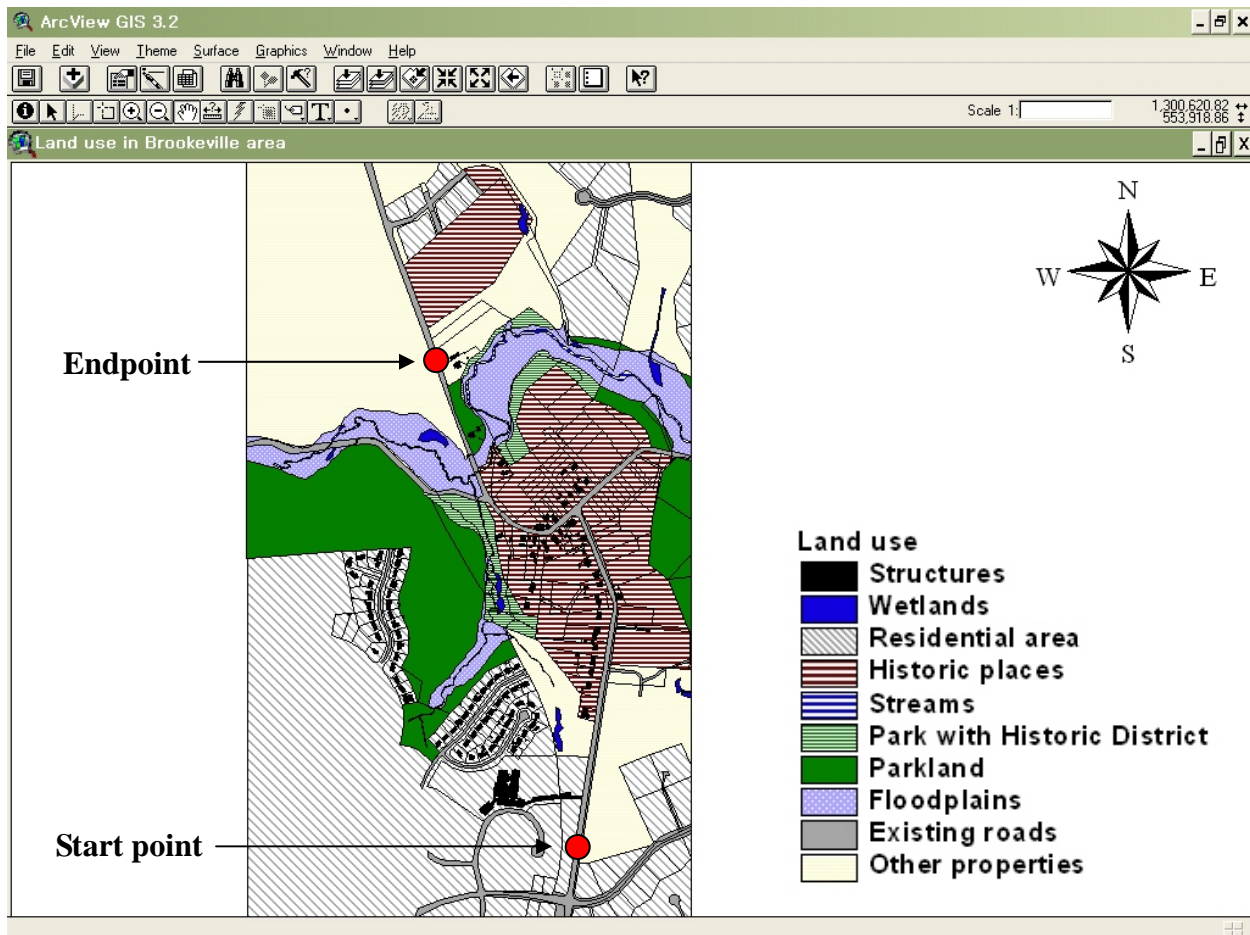 ArcView GIS 3.2
File Edit View Theme Surface Graphics Window Help
Scale 1: 1,300,620.82
553,918.86
Land use in Brookeville area
N
W E
S
Endpoint
Start point
Land use
Structures
Wetlands
Residential area
Historic places
Streams
Park with Historic District
Parkland
Floodplains
Existing roads
Other properties